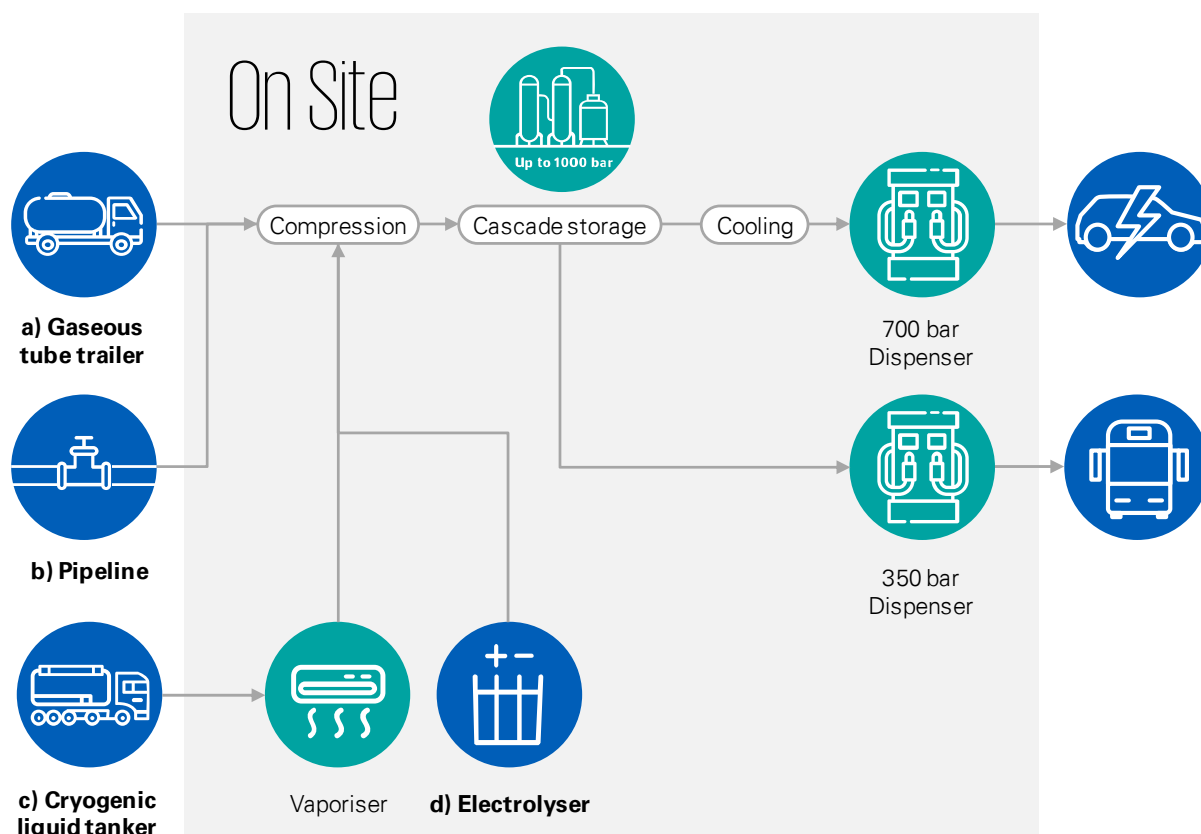 On Site
Up to 1000 bar
Compression
Cascade storage
Cooling
a) Gaseous
tube trailer
700 bar
Dispenser
b) Pipeline
350 bar
Dispenser
c) Cryogenic
liquid tanker
Vaporiser
d) Electrolyser